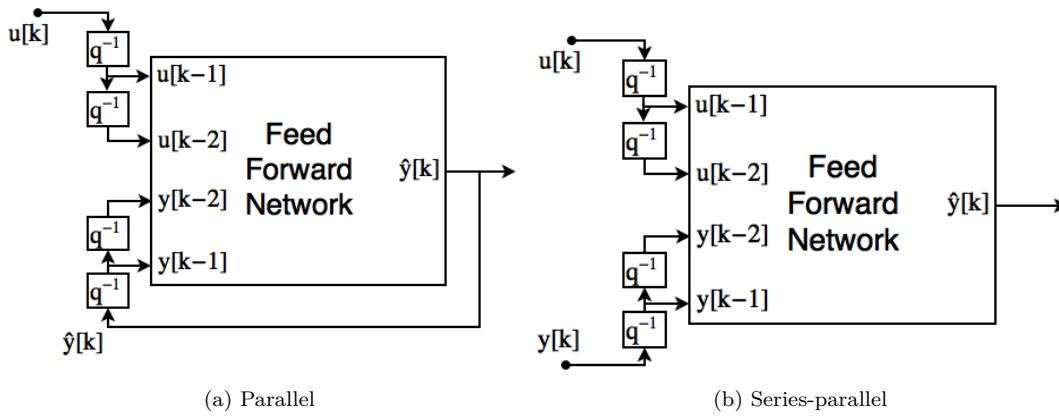 u[k]
q⁻¹
q⁻¹
u[k−1]
u[k−2]
Feed
Forward
Network
ŷ[k]
y[k−2]
y[k−1]
q⁻¹
q⁻¹
ŷ[k]
(a) Parallel
u[k]
q⁻¹
q⁻¹
u[k−1]
u[k−2]
Feed
Forward
Network
ŷ[k]
y[k−2]
y[k−1]
q⁻¹
q⁻¹
y[k]
(b) Series-parallel